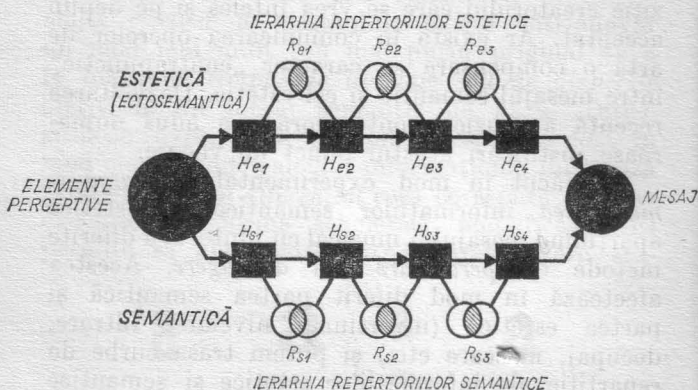 IERARHIA REPERTORIILOR ESTETICE
Re1 Re2 Re3
ESTETICĂ
(ECTOSEMANTICĂ)
He1 He2 He3 He4
ELEMENTE
PERCEPTIVE
MESAJ
Hs1 Hs2 Hs3 Hs4
SEMANTICĂ
Rs1 Rs2 Rs3
IERARHIA REPERTORIILOR SEMANTICE